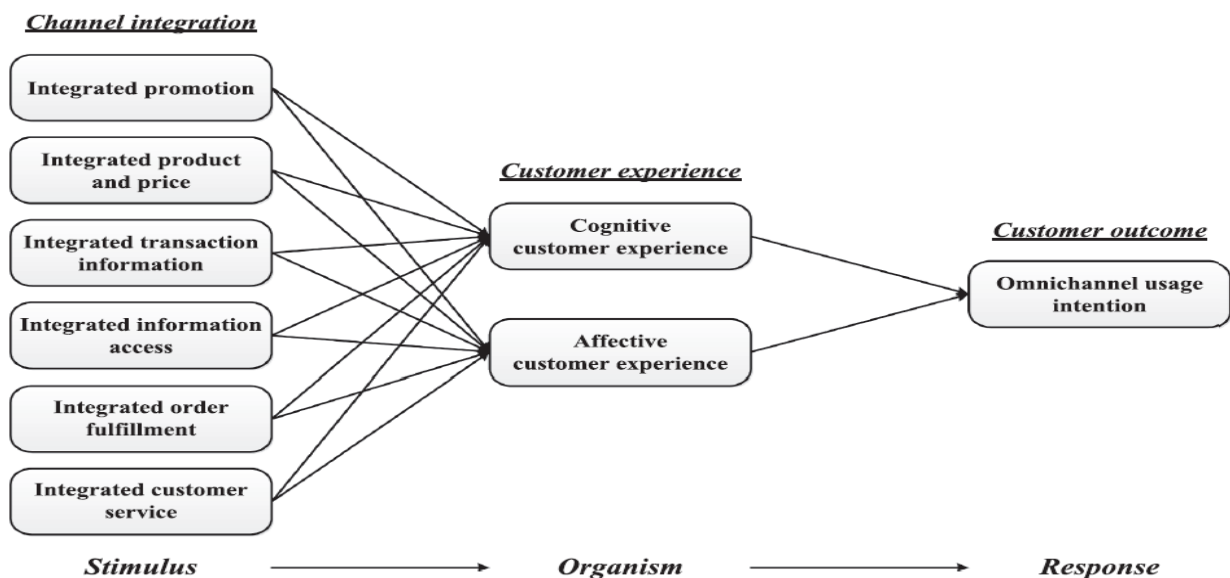 Channel integration
Integrated promotion
Integrated product
and price
Integrated transaction
information
Integrated information
access
Integrated order
fulfillment
Integrated customer
service
Customer experience
Cognitive
customer experience
Affective
customer experience
Customer outcome
Omnichannel usage
intention
Stimulus
Organism
Response